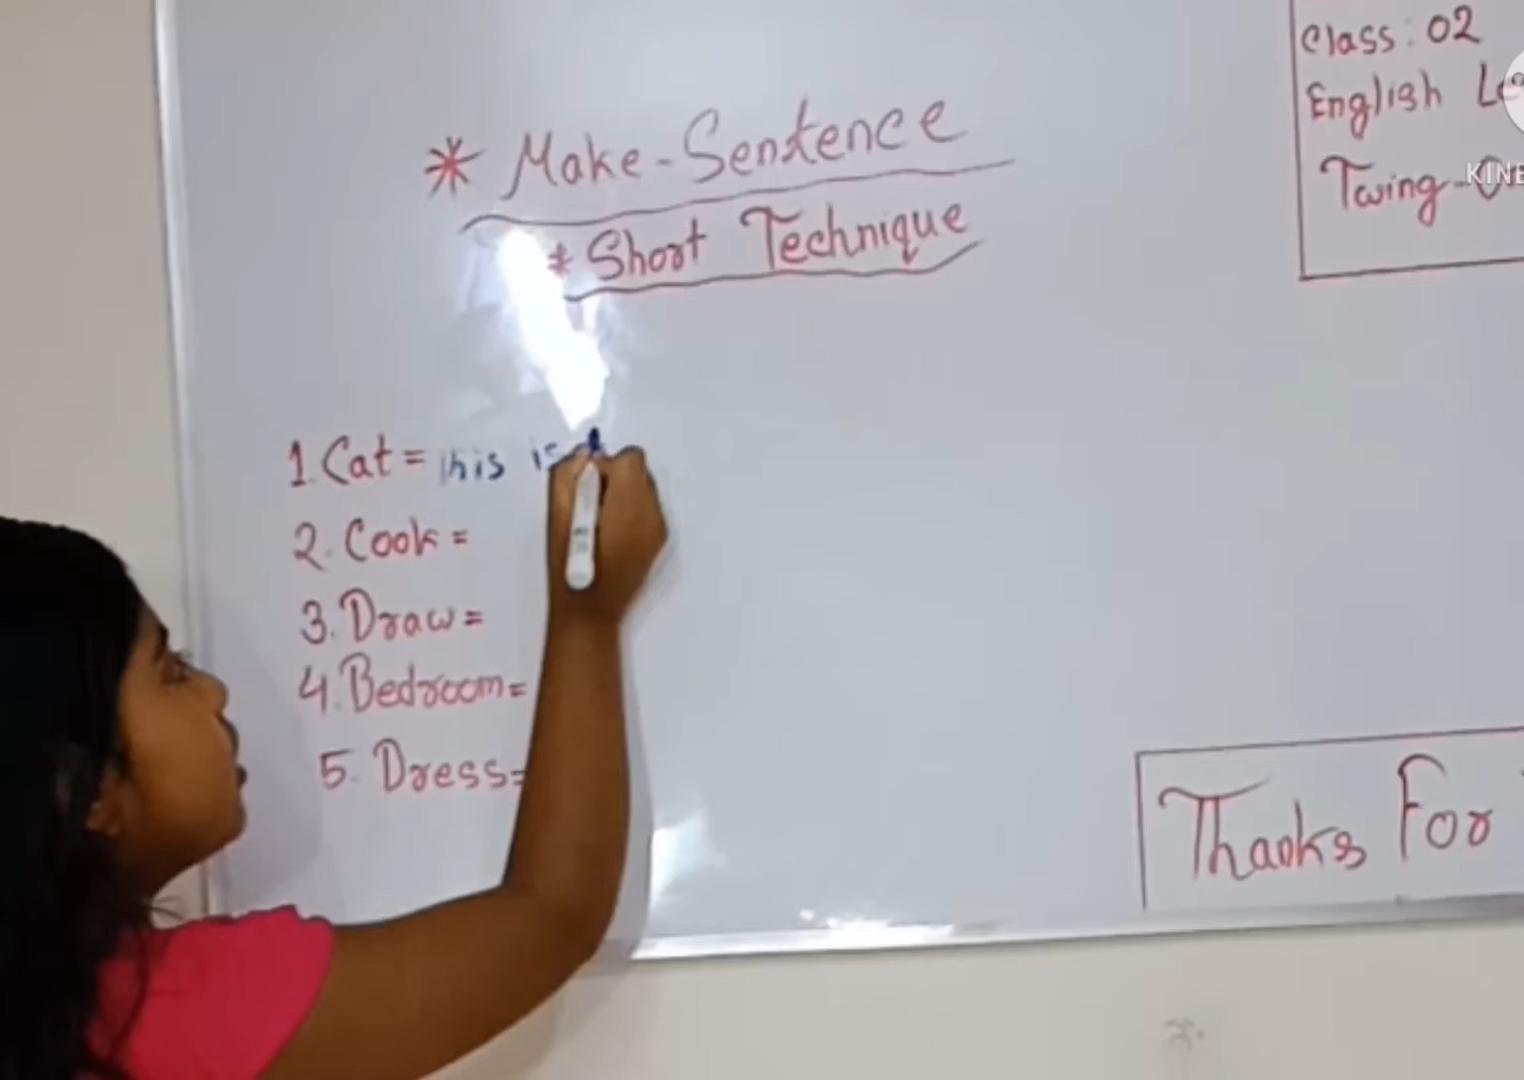 * Make-Sentence
* Short Technique
Class: 02
English
Twing
1. Cat = This is
2. Cook =
3. Draw =
4. Bedroom =
5. Dress =
Thanks For